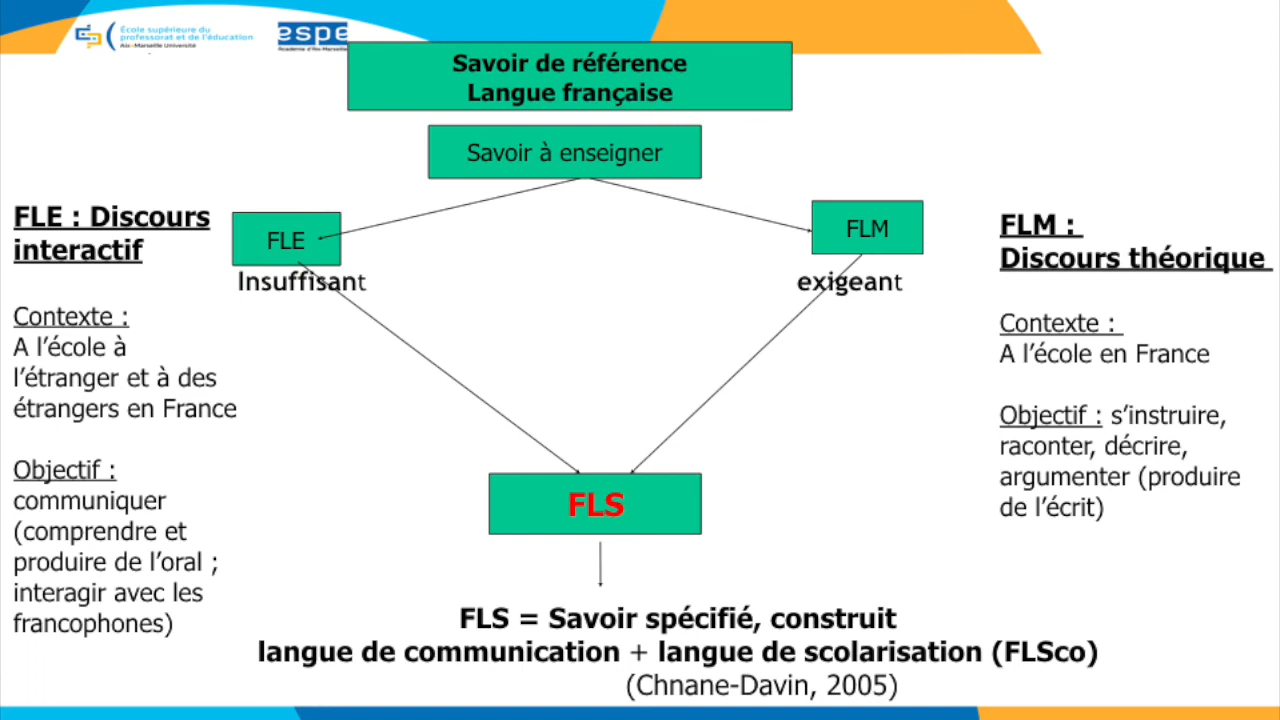 École supérieure du
professorat et de l'éducation
Aix-Marseille Université
espe
Académie d'Aix-Marseille
Savoir de référence
Langue française
Savoir à enseigner
FLE : Discours
interactif
FLE
Insuffisant
FLM
exigeant
FLM :
Discours théorique
Contexte :
A l'école à
l'étranger et à des
étrangers en France
Objectif :
communiquer
(comprendre et
produire de l'oral ;
interagir avec les
francophones)
Contexte :
A l'école en France
Objectif : s'instruire,
raconter, décrire,
argumenter (produire
de l'écrit)
FLS
FLS = Savoir spécifié, construit
langue de communication + langue de scolarisation (FLSco)
(Chnane-Davin, 2005)